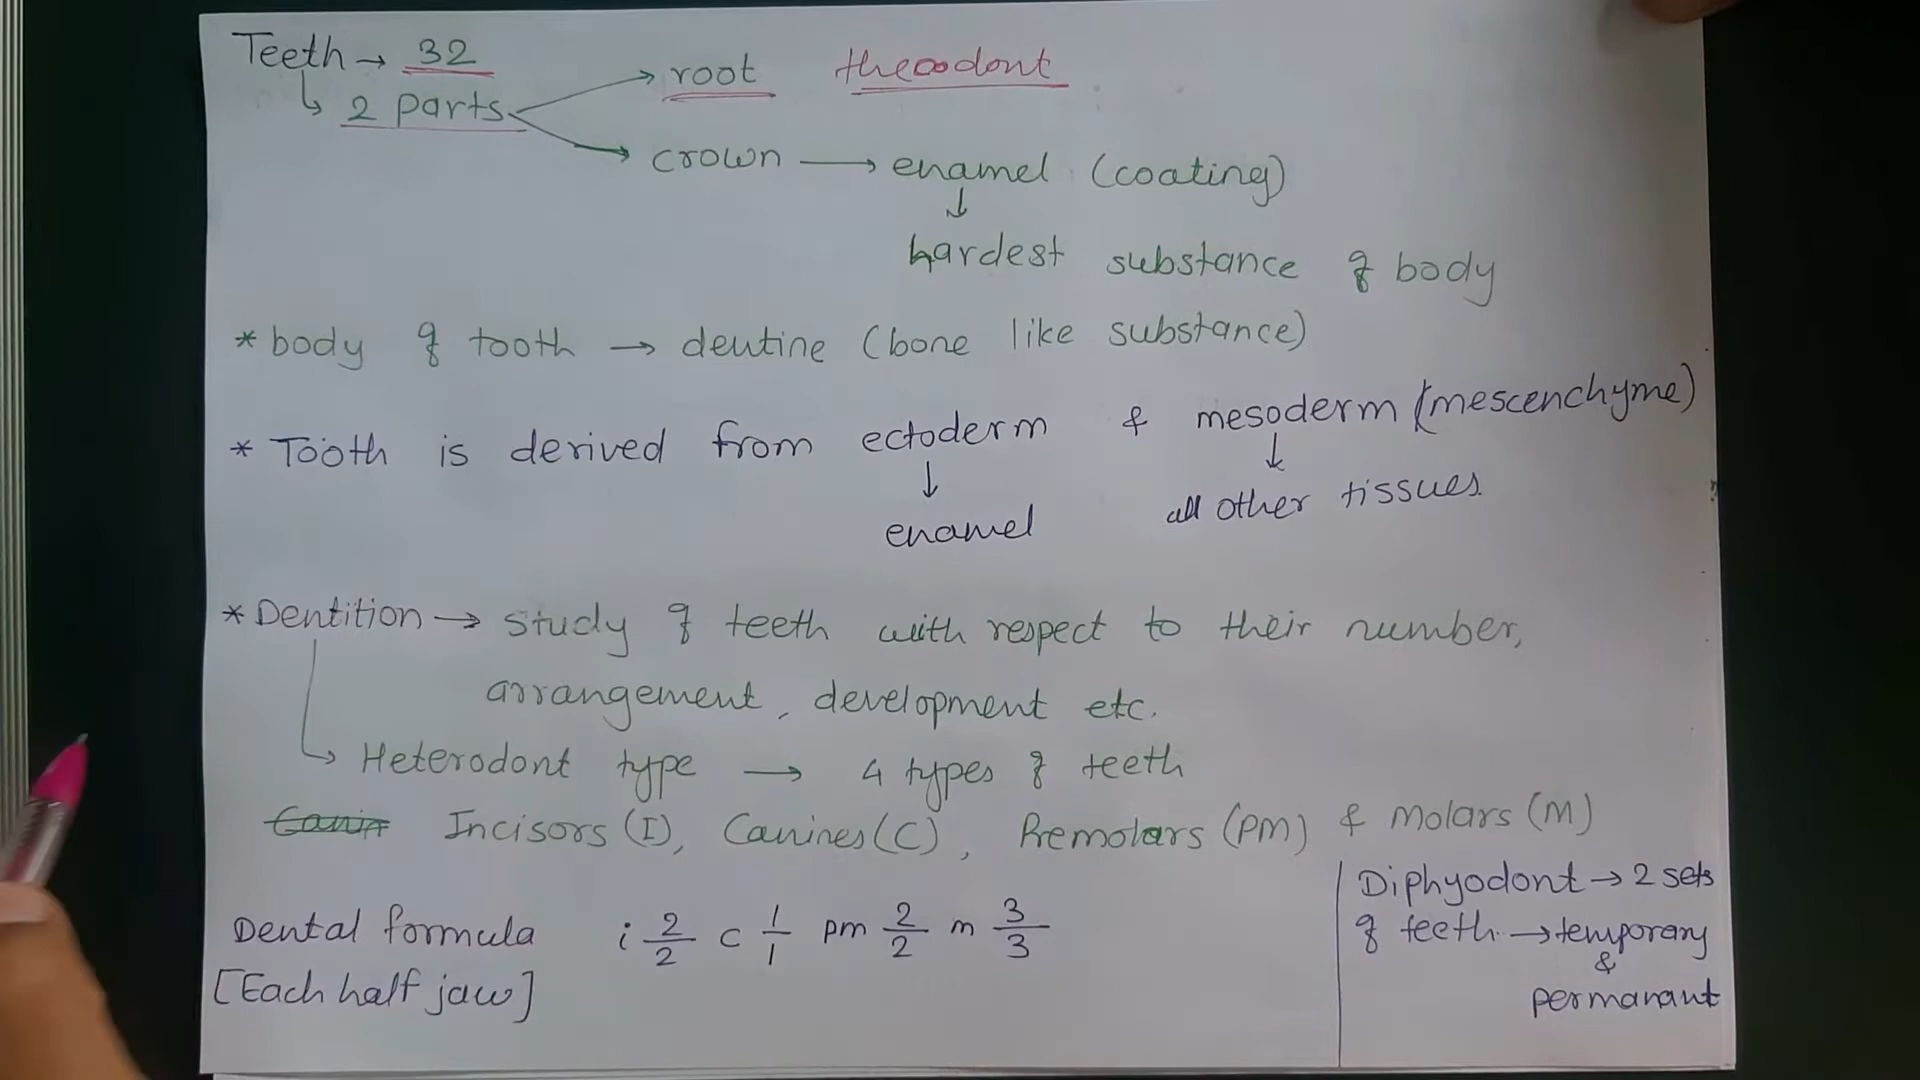 Teeth → 32
↳ 2 parts
→ root thecodont
→ crown → enamel (coating)
↓
hardest substance of body
* body of tooth → dentine (bone like substance)
* Tooth is derived from ectoderm & mesoderm (mescenchyme)
↓ ↓
enamel all other tissues
* Dentition → study of teeth with respect to their number,
arrangement, development etc.
↳ Heterodont type → 4 types of teeth
Incisors (I), Canines (C), Premolars (PM) & Molars (M)
Dental formula i 2/2 c 1/1 pm 2/2 m 3/3
[Each half jaw]
Diphyodont → 2 sets
of teeth → temporary
&
permanant